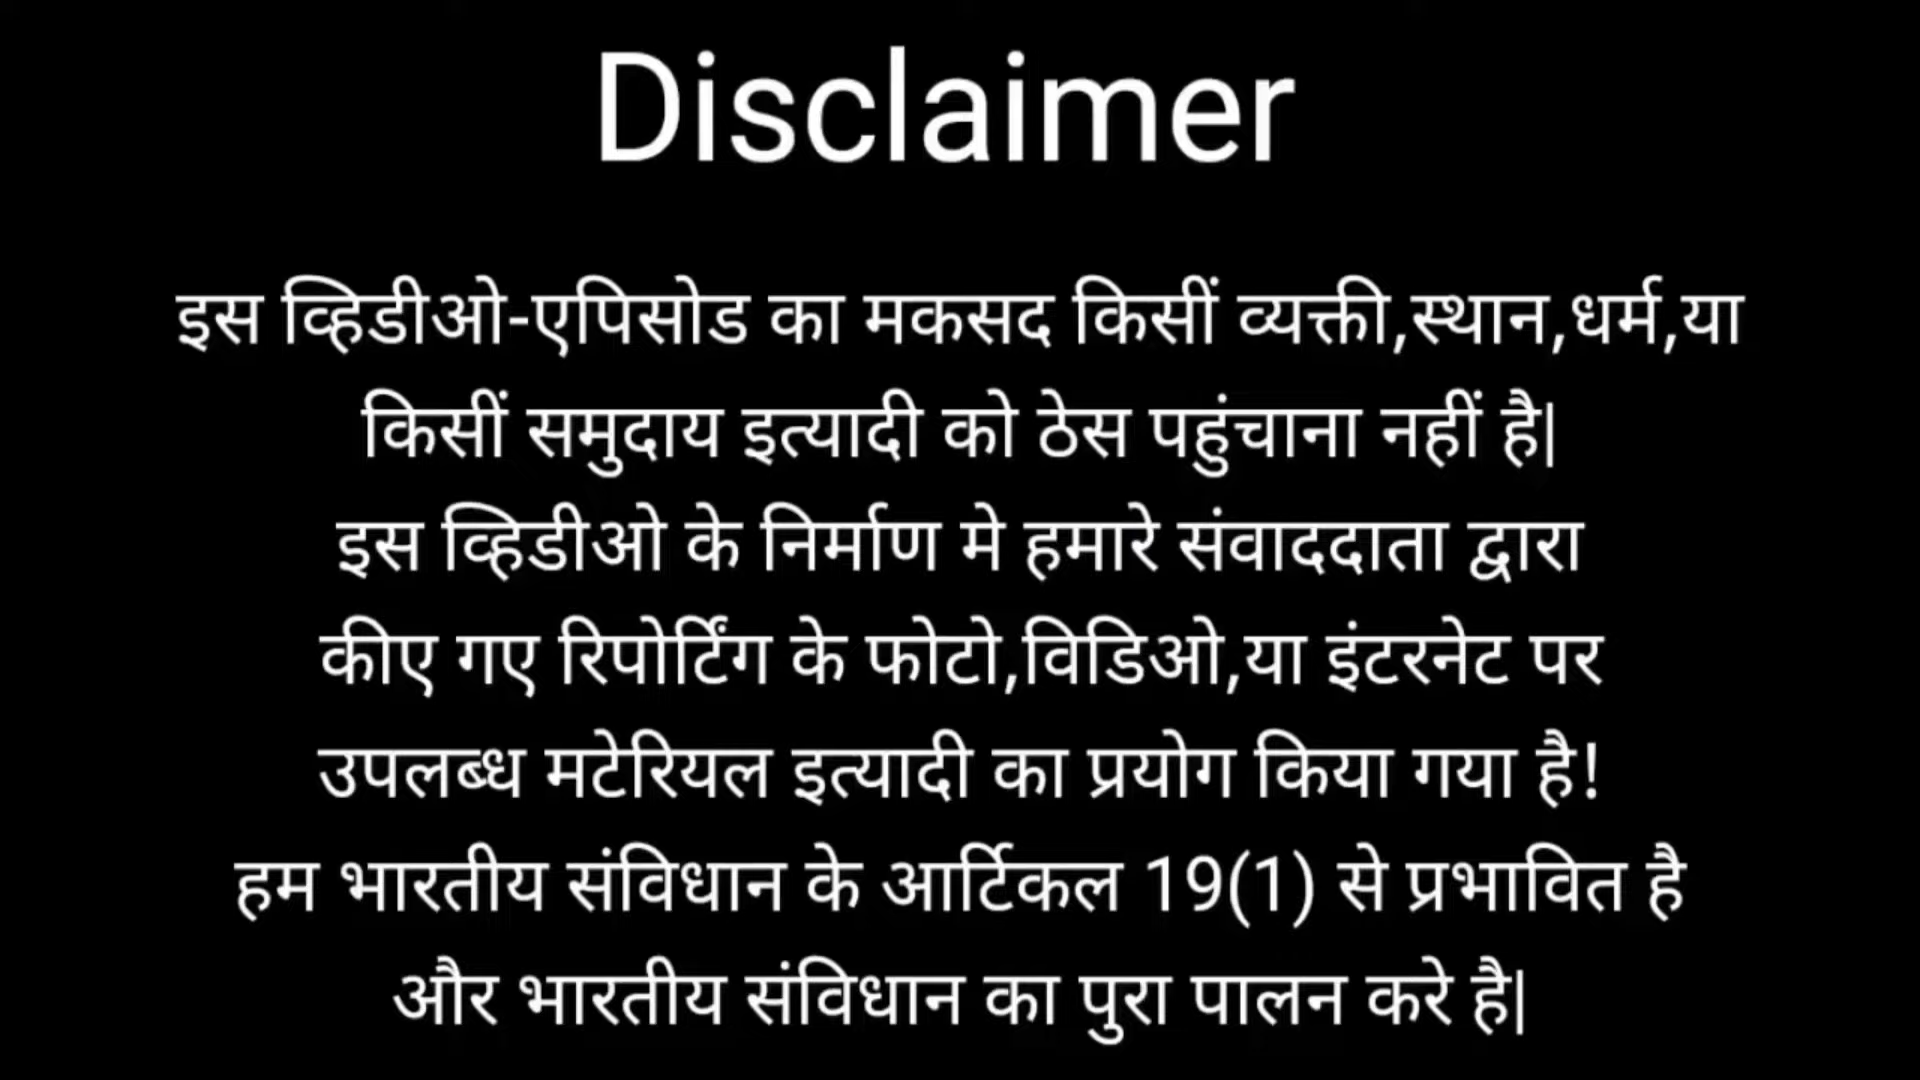 Disclaimer
इस व्हिडीओ-एपिसोड का मकसद किसीं व्यक्ती,स्थान,धर्म,या
किसीं समुदाय इत्यादी को ठेस पहुंचाना नहीं है|
इस व्हिडीओ के निर्माण मे हमारे संवाददाता द्वारा
कीए गए रिपोर्टिंग के फोटो,विडिओ,या इंटरनेट पर
उपलब्ध मटेरियल इत्यादी का प्रयोग किया गया है!
हम भारतीय संविधान के आर्टिकल 19(1) से प्रभावित है
और भारतीय संविधान का पुरा पालन करे है|